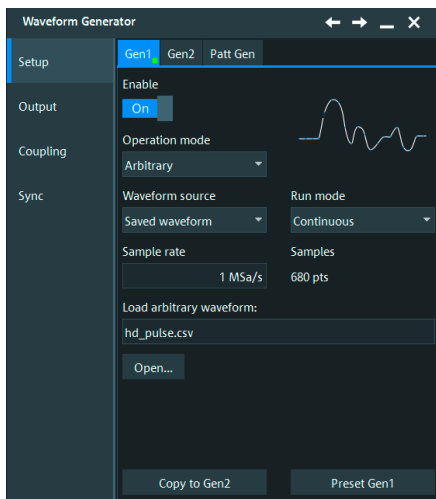 Waveform Generator
Setup
Output
Coupling
Sync
Gen1 Gen2 Patt Gen
Enable
On
Operation mode
Arbitrary
Waveform source Run mode
Saved waveform Continuous
Sample rate Samples
1 MSa/s 680 pts
Load arbitrary waveform:
hd_pulse.csv
Open...
Copy to Gen2 Preset Gen1